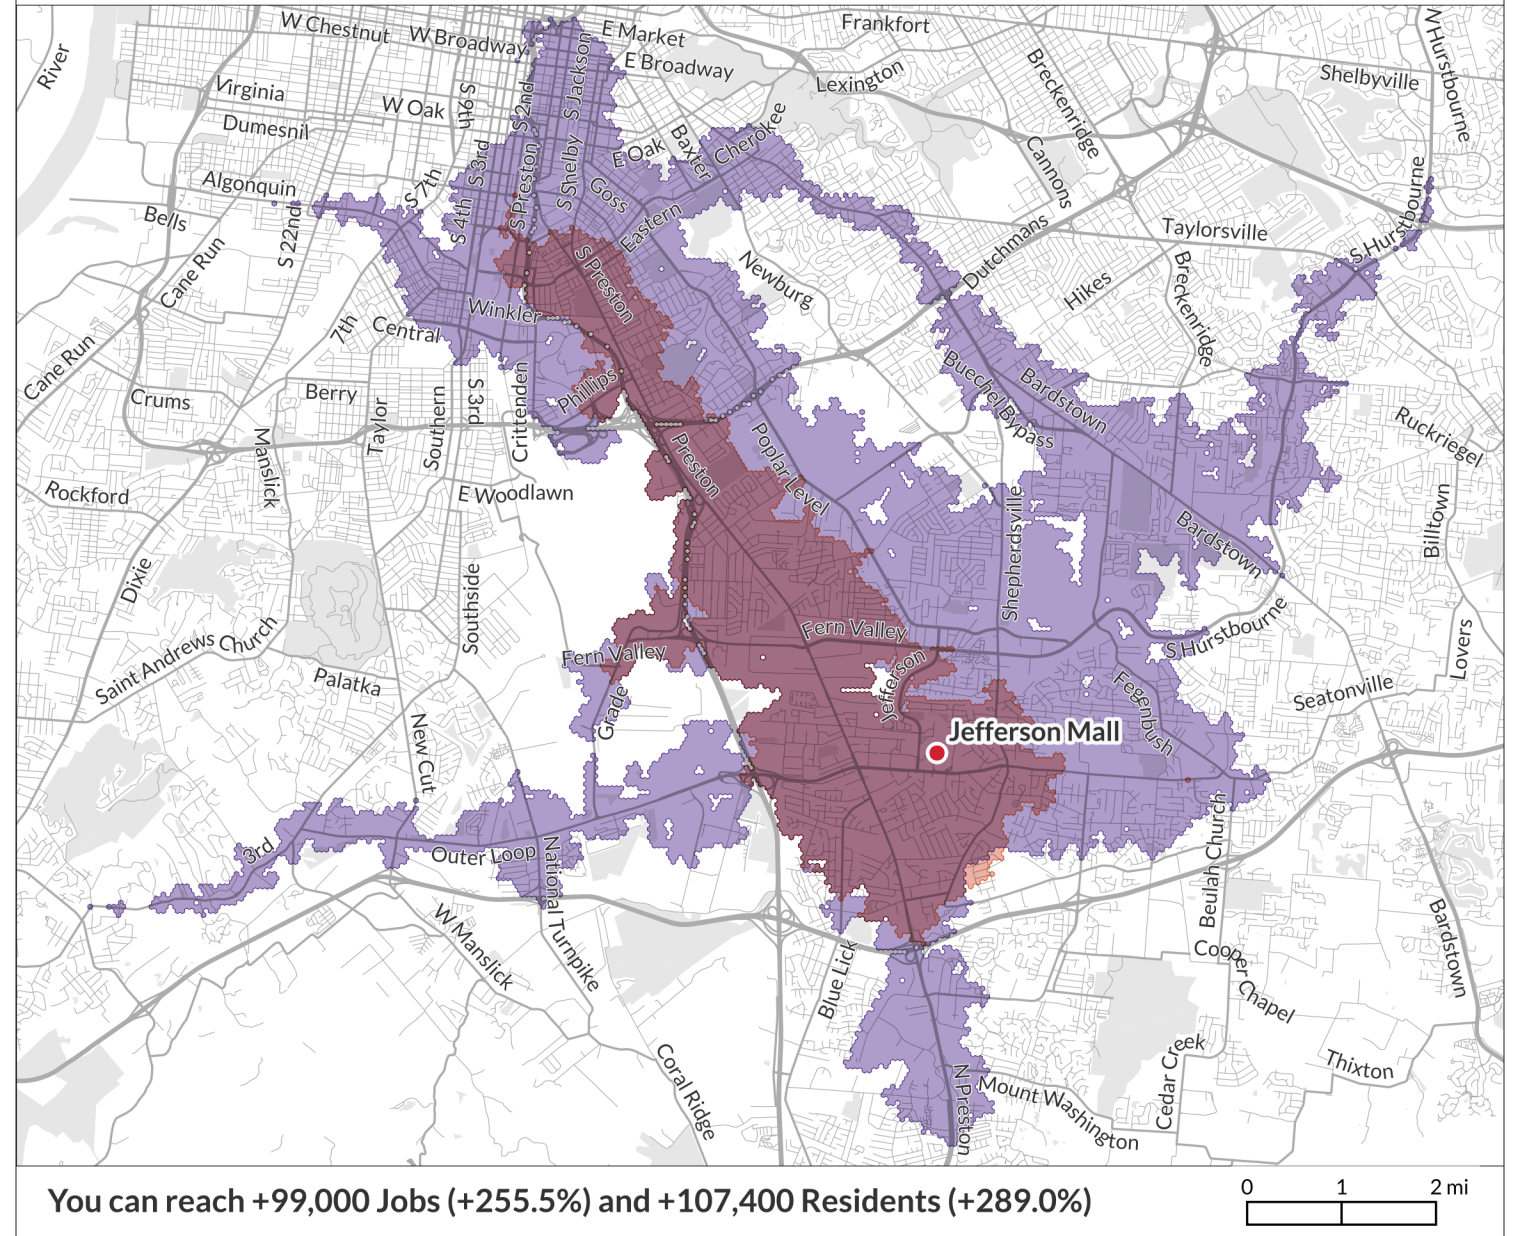 W Chestnut
W Broadway
E Market
E Broadway
Frankfort
Lexington
Breckenridge
Shelbyville
N Hurstbourne
River
Virginia
W Oak
S 9th
S 2nd
S Jackson
Dumesnil
Baxter
Cherokee
Cannons
Algonquin
S 7th
S 3rd
S 4th
S Preston
S Shelby
E Oak
Goss
Eastern
Bells
S 22nd
Cane Run
Dutchmans
Taylorsville
S Hurstbourne
Newburg
Hikes
Breckenridge
S Preston
Winkler
Central
7th
Cane Run
Crums
Berry
Taylor
Southern
S 3rd
Crittenden
Phillips
Buechel Bypass
Bardstown
Ruckriegel
Manslick
Rockford
E Woodlawn
Preston
Poplar Level
Shepherdsville
Bardstown
Billtown
Dixie
Southside
Saint Andrews Church
Palatka
Fern Valley
Fern Valley
Jefferson
S Hurstbourne
Lovers
Seatonville
Fegenbush
Grade
New Cut
Jefferson Mall
3rd
Outer Loop
National Turnpike
Beulah Church
W Manslick
Blue Lick
Cooper Chapel
Bardstown
Coral Ridge
N Preston
Mount Washington
Cedar Creek
Thixton
You can reach +99,000 Jobs (+255.5%) and +107,400 Residents (+289.0%)
0 1 2 mi